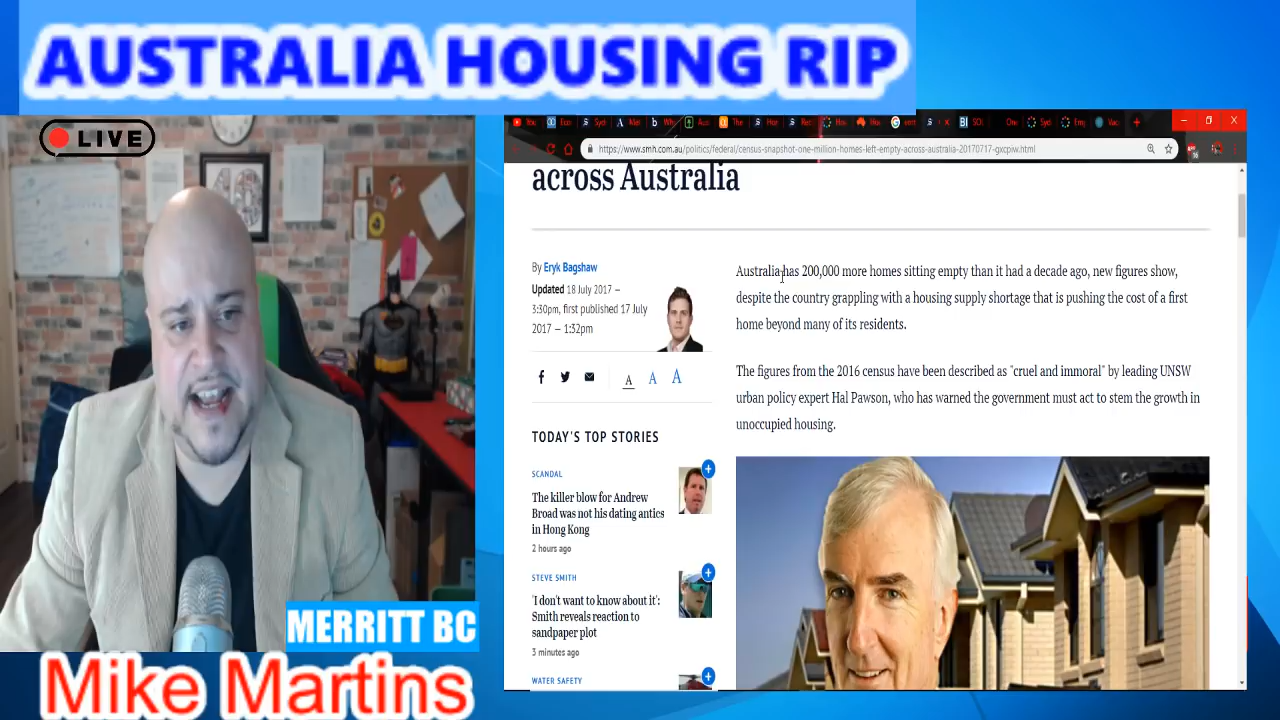 AUSTRALIA HOUSING RIP
LIVE
https://www.smh.com.au/politics/federal/census-snapshot-one-million-homes-left-empty-across-australia-20170717-gxcpiw.html
across Australia
By Eryk Bagshaw
Updated 18 July 2017 —
3:30pm, first published 17 July
2017 — 1:32pm
A A A
Australia has 200,000 more homes sitting empty than it had a decade ago, new figures show,
despite the country grappling with a housing supply shortage that is pushing the cost of a first
home beyond many of its residents.
The figures from the 2016 census have been described as "cruel and immoral" by leading UNSW
urban policy expert Hal Pawson, who has warned the government must act to stem the growth in
unoccupied housing.
TODAY'S TOP STORIES
SCANDAL
The killer blow for Andrew
Broad was not his dating antics
in Hong Kong
2 hours ago
STEVE SMITH
'I don't want to know about it':
Smith reveals reaction to
sandpaper plot
3 minutes ago
WATER SAFETY
MERRITT BC
Mike Martins